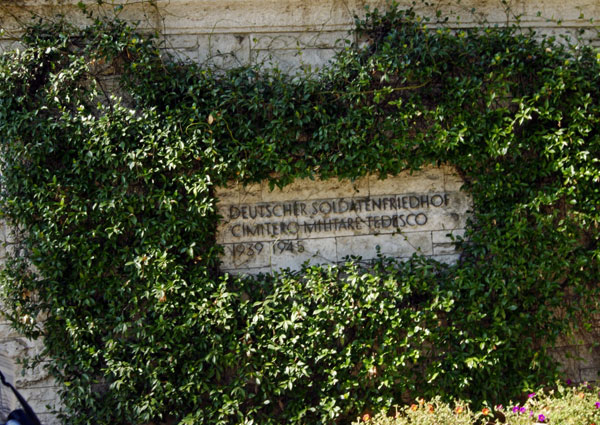 DEUTSCHER SOLDATENFRIEDHOF
CIMITERO MILITARE TEDESCO
1939 1945